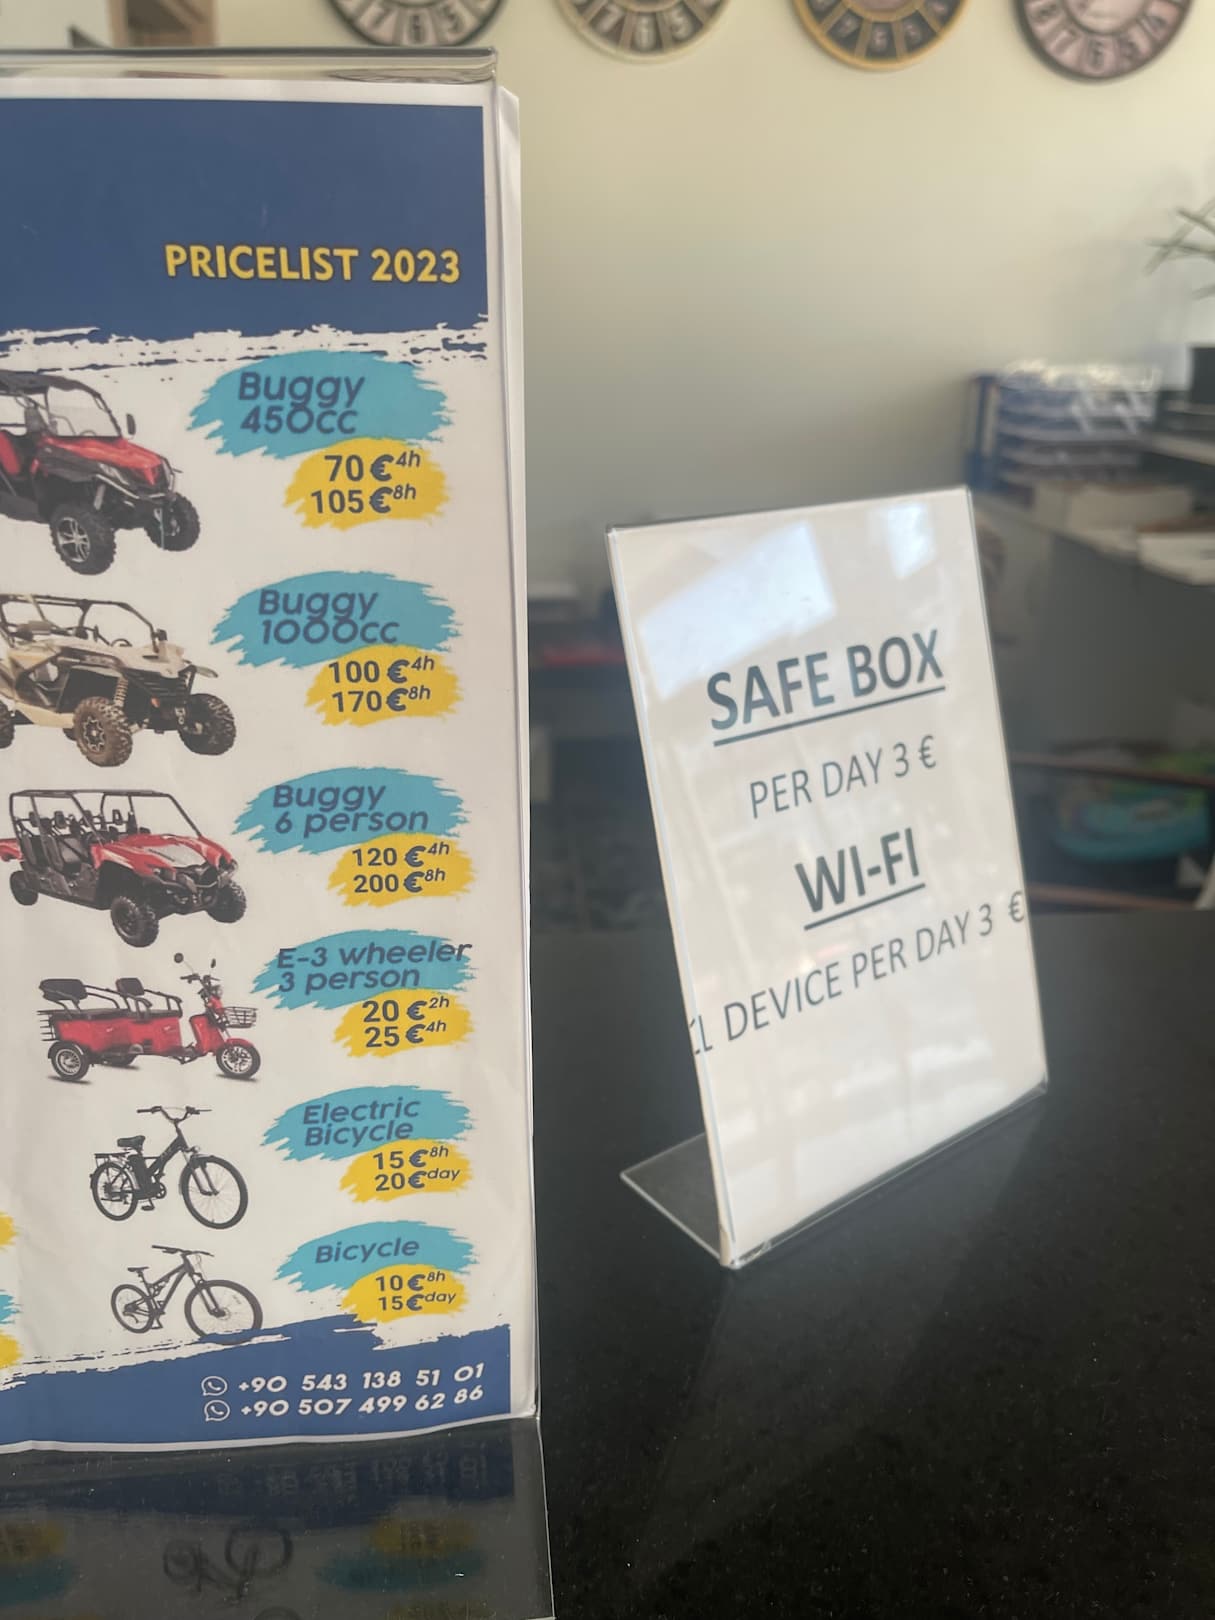 PRICELIST 2023
Buggy
450cc
70 € 4h
105 € 8h
Buggy
1000cc
100 € 4h
170 € 8h
Buggy
6 person
120 € 4h
200 € 8h
E-3 wheeler
3 person
20 € 2h
25 € 4h
Electric
Bicycle
15 € 8h
20 € day
Bicycle
10 € 8h
15 € day
+90 543 138 51 01
+90 507 499 62 86
SAFE BOX
PER DAY 3 €
WI-FI
DEVICE PER DAY 3 €